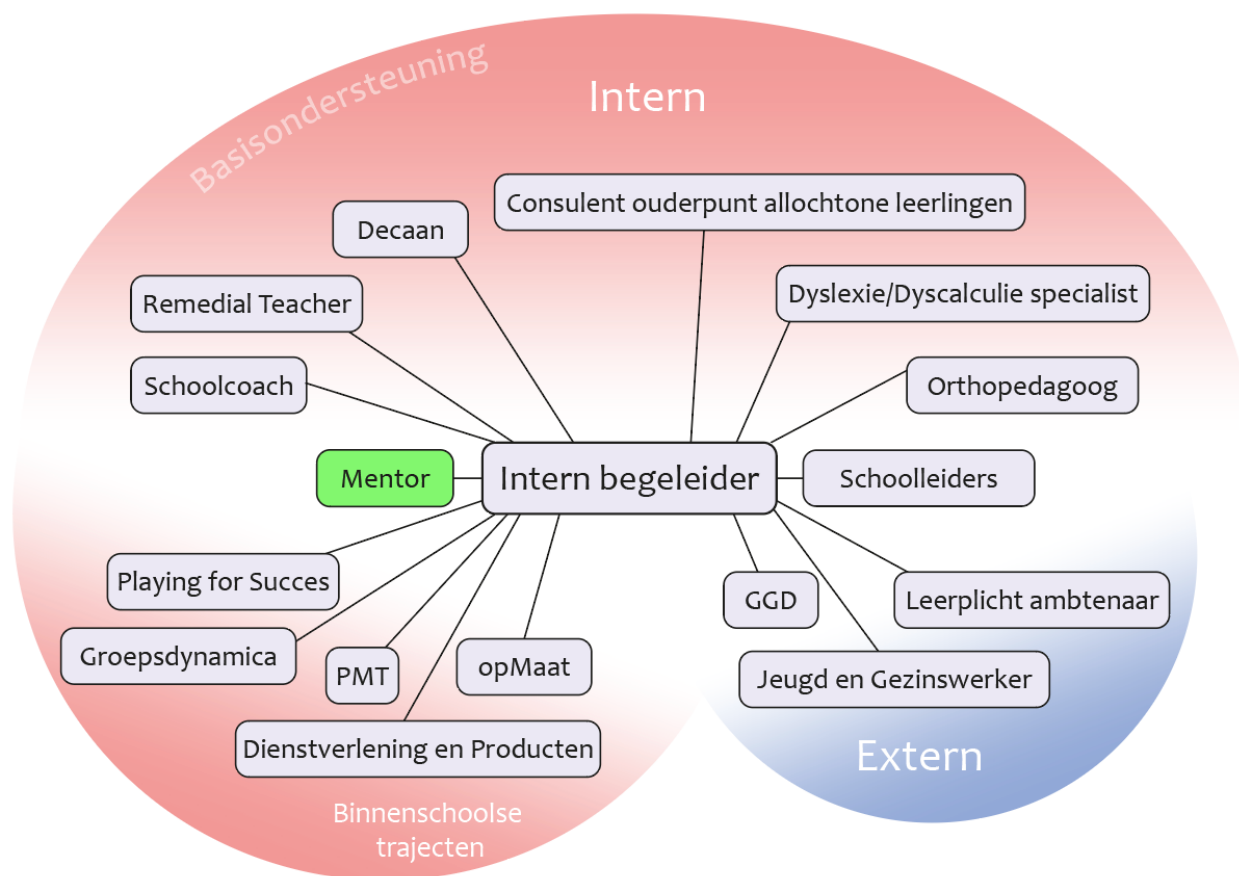 Basisondersteuning
Intern
Consulent ouderpunt allochtone leerlingen
Decaan
Dyslexie/Dyscalculie specialist
Remedial Teacher
Schoolcoach
Orthopedagoog
Mentor
Intern begeleider
Schoolleiders
Playing for Succes
GGD
Leerplicht ambtenaar
Groepsdynamica
PMT
opMaat
Jeugd en Gezinswerker
Dienstverlening en Producten
Extern
Binnenschoolse
trajecten